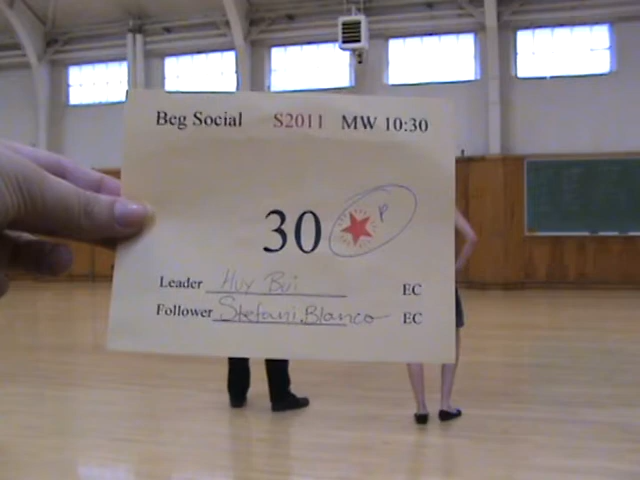 Beg Social S2011 MW 10:30
30 P
Leader Huy Bui EC
Follower Stefani Blanco EC